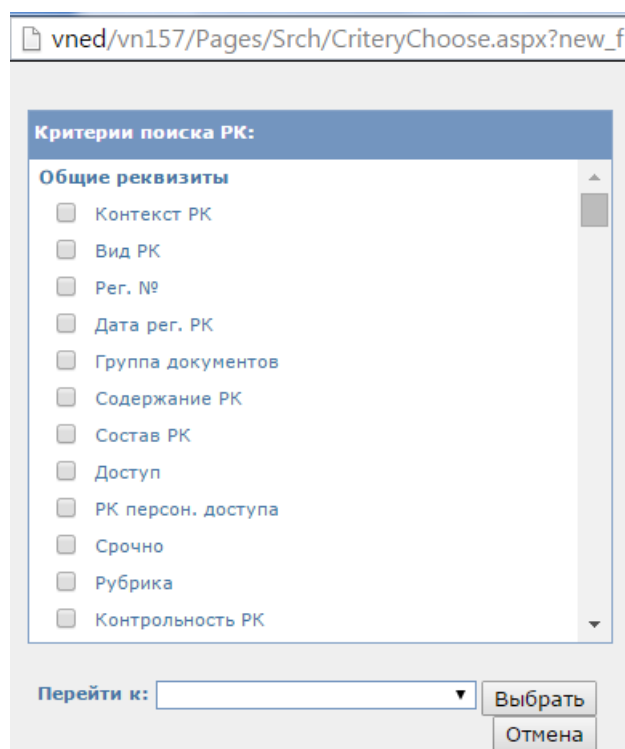 vned/vn157/Pages/Srch/CriteryChoose.aspx?new_f
Критерии поиска РК:
Общие реквизиты
Контекст РК
Вид РК
Рег. №
Дата рег. РК
Группа документов
Содержание РК
Состав РК
Доступ
РК персон. доступа
Срочно
Рубрика
Контрольность РК
Перейти к:
Выбрать
Отмена